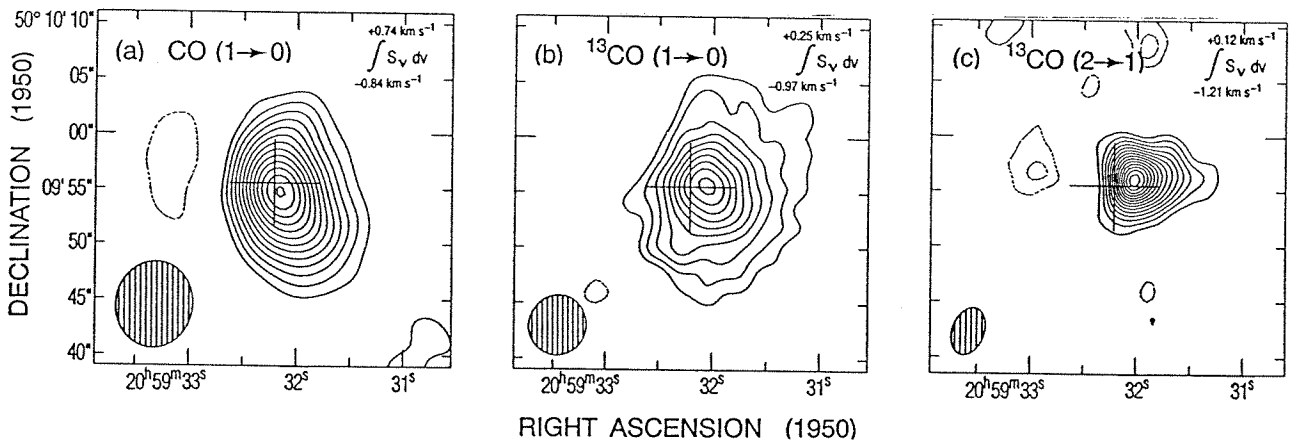 DECLINATION (1950)
50° 10' 10"
05"
00"
09' 55"
50"
45"
40"
(a) CO (1→0)
+0.74 km s⁻¹
∫ Sᵥ dv
−0.84 km s⁻¹
20ʰ59ᵐ33ˢ 32ˢ 31ˢ
(b) ¹³CO (1→0)
+0.25 km s⁻¹
∫ Sᵥ dv
−0.97 km s⁻¹
20ʰ59ᵐ33ˢ 32ˢ 31ˢ
(c) ¹³CO (2→1)
+0.12 km s⁻¹
∫ Sᵥ dv
−1.21 km s⁻¹
20ʰ59ᵐ33ˢ 32ˢ 31ˢ
RIGHT ASCENSION (1950)